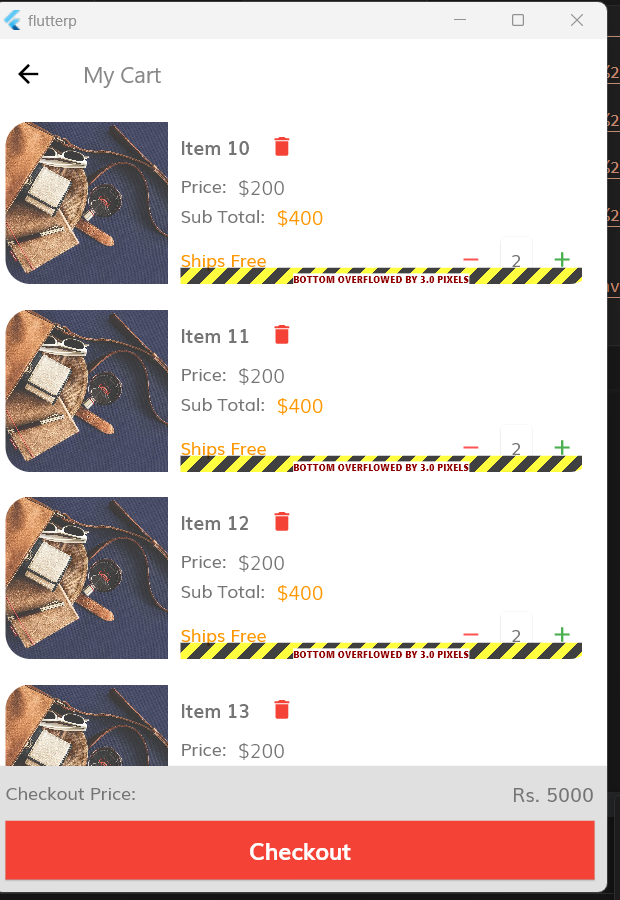 flutterp
My Cart
Item 10
Price: $200
Sub Total: $400
Ships Free 2
BOTTOM OVERFLOWED BY 3.0 PIXELS
Item 11
Price: $200
Sub Total: $400
Ships Free 2
BOTTOM OVERFLOWED BY 3.0 PIXELS
Item 12
Price: $200
Sub Total: $400
Ships Free 2
BOTTOM OVERFLOWED BY 3.0 PIXELS
Item 13
Price: $200
Checkout Price: Rs. 5000
Checkout